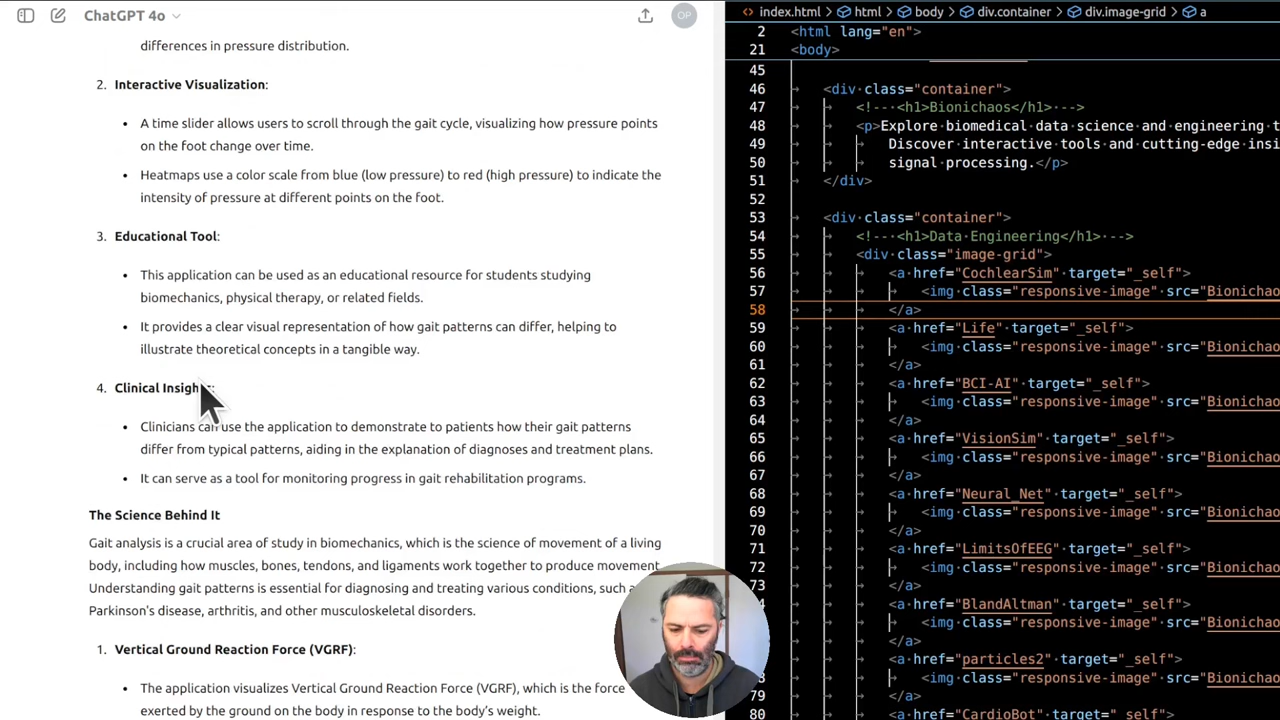 ChatGPT 4o
OP
differences in pressure distribution.
2. Interactive Visualization:
• A time slider allows users to scroll through the gait cycle, visualizing how pressure points
on the foot change over time.
• Heatmaps use a color scale from blue (low pressure) to red (high pressure) to indicate the
intensity of pressure at different points on the foot.
3. Educational Tool:
• This application can be used as an educational resource for students studying
biomechanics, physical therapy, or related fields.
• It provides a clear visual representation of how gait patterns can differ, helping to
illustrate theoretical concepts in a tangible way.
4. Clinical Insights:
• Clinicians can use the application to demonstrate to patients how their gait patterns
differ from typical patterns, aiding in the explanation of diagnoses and treatment plans.
• It can serve as a tool for monitoring progress in gait rehabilitation programs.
The Science Behind It
Gait analysis is a crucial area of study in biomechanics, which is the science of movement of a living
body, including how muscles, bones, tendons, and ligaments work together to produce movement.
Understanding gait patterns is essential for diagnosing and treating various conditions, such
Parkinson's disease, arthritis, and other musculoskeletal disorders.
1. Vertical Ground Reaction Force (VGRF):
• The application visualizes Vertical Ground Reaction Force (VGRF), which is the force
exerted by the ground on the body in response to the body's weight.
index.html > html > body > div.container > div.image-grid > a
2 <html lang="en">
21 <body>
45
46 <div class="container">
47 <!-- <h1>Bionichaos</h1> -->
48 <p>Explore biomedical data science and engineering
49 Discover interactive tools and cutting-edge
50 signal processing.</p>
51 </div>
52
53 <div class="container">
54 <!-- <h1>Data Engineering</h1> -->
55 <div class="image-grid">
56 <a href="CochlearSim" target="_self">
57 <img class="responsive-image" src="Bionichao
58 </a>
59 <a href="Life" target="_self">
60 <img class="responsive-image" src="Bionichao
61 </a>
62 <a href="BCI-AI" target="_self">
63 <img class="responsive-image" src="Bionichao
64 </a>
65 <a href="VisionSim" target="_self">
66 <img class="responsive-image" src="Bionichao
67 </a>
68 <a href="Neural_Net" target="_self">
69 <img class="responsive-image" src="Bionichao
70 </a>
71 <a href="LimitsOfEEG" target="_self">
72 <img class="responsive-image" src="Bionichao
73 </a>
4 <a href="BlandAltman" target="_self">
<img class="responsive-image" src="Bionichao
</a>
<a href="particles2" target="_self">
8 <img class="responsive-image" src="Bionichao
79 </a>
80 <a href="CardioBot" target="_self">